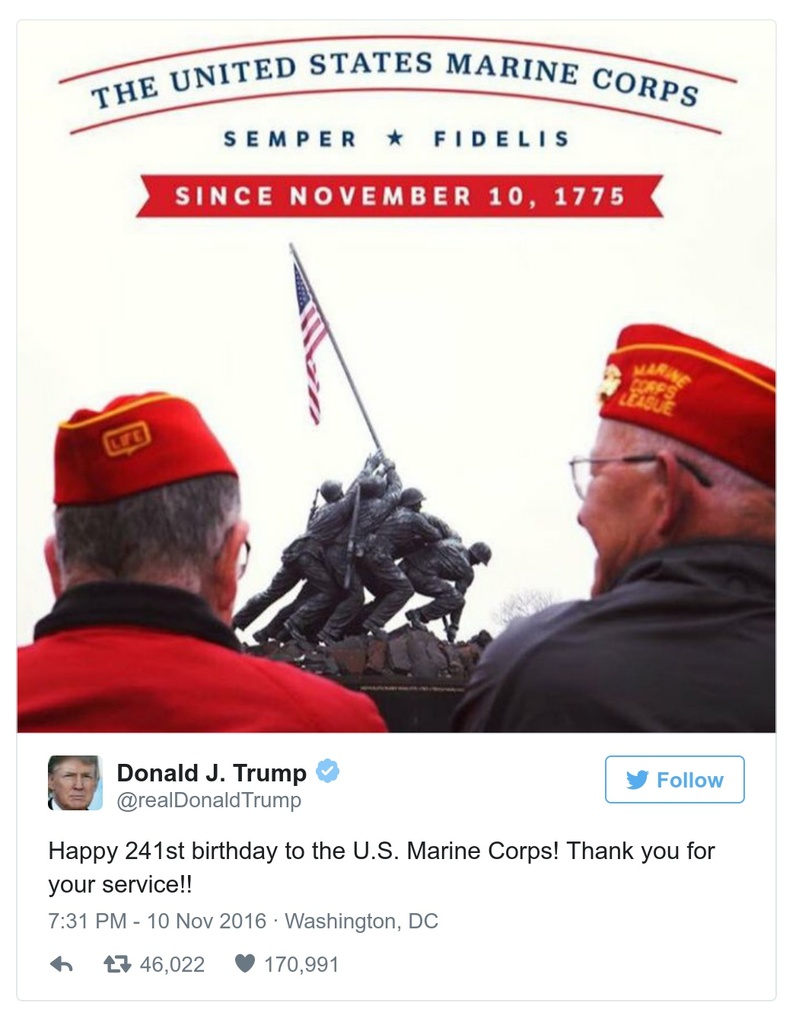 THE UNITED STATES MARINE CORPS
SEMPER ★ FIDELIS
SINCE NOVEMBER 10, 1775
LIFE
MARINE
CORPS
LEAGUE
Donald J. Trump
@realDonaldTrump
Follow
Happy 241st birthday to the U.S. Marine Corps! Thank you for
your service!!
7:31 PM - 10 Nov 2016 · Washington, DC
46,022 170,991